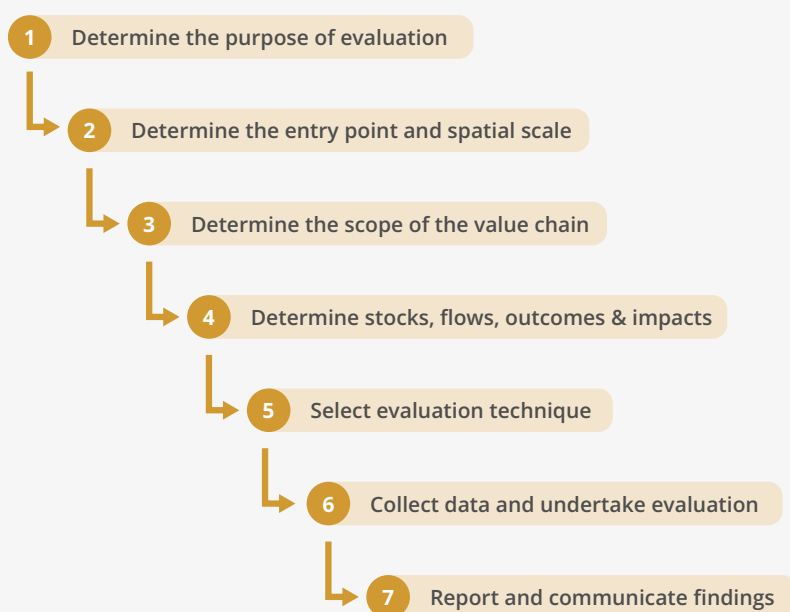 1 Determine the purpose of evaluation
2 Determine the entry point and spatial scale
3 Determine the scope of the value chain
4 Determine stocks, flows, outcomes & impacts
5 Select evaluation technique
6 Collect data and undertake evaluation
7 Report and communicate findings